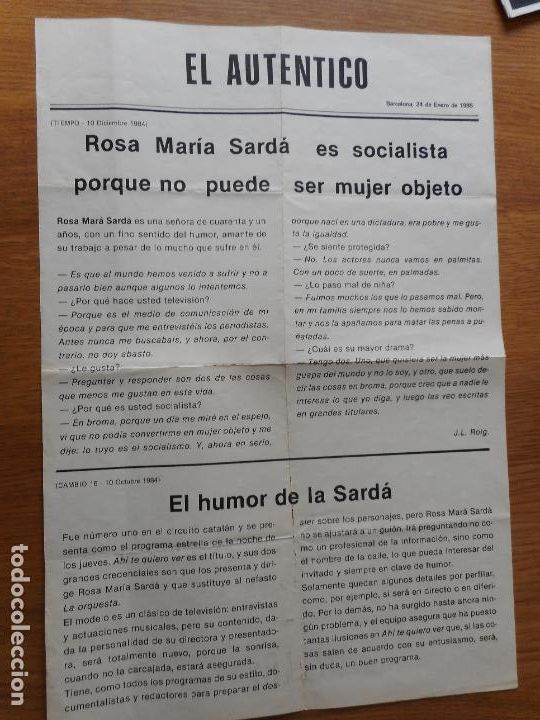 EL AUTENTICO
Barcelona, 24 de Enero de 1985
(TIEMPO - 10 Diciembre 1984)
Rosa María Sardá es socialista
porque no puede ser mujer objeto
Rosa Mará Sardá es una señora de cuarenta y un
años, con un fino sentido del humor, amarte de
su trabajo a pesar de lo mucho que sufre en él.
— Es que al mundo hemos venido a sufrir y no a
pasarlo bien aunque algunos lo intentemos.
— ¿Por qué hace usted televisión?
— Porque es el medio de comunicación de mi
época y para que me entrevistéis los periodistas.
Antes nunca me buscabais, y ahora, por el con-
trario, no doy abasto.
— ¿Le gusta?
— Preguntar y responder son dos de las cosas
que menos me gustan en este vida.
— ¿Por qué es usted socialista?
— En broma, porque un día me miré en el espejo,
vi que no podía convertirme en mujer objeto y me
dije: lo tuyo es el socialismo. Y, ahora en serio,
porque nací en una dictadura, era pobre y me gus-
ta la igualdad.
— ¿Se siente protegida?
— No. Los actores nunca vamos en palmitas.
Con un poco de suerte, en palmadas.
— ¿Lo paso mal de niña?
— Fuimos muchos los que lo pasamos mal. Pero,
en mi familia siempre nos lo hemos sabido mon-
tar y nos la apañamos para matar las penas a pu-
ñaladas.
— ¿Cuál es su mayor drama?
— Tengo dos. Uno, que quisiera ser la mujer más
guapa del mundo y no lo soy, y otro, que suelo de-
cir las cosas en broma, porque creo que a nadie le
interesa lo que yo diga, y luego las veo escritas
en grandes titulares.
J.L. Roig.
(CAMBIO 16 - 10 Octubre 1984)
El humor de la Sardá
Fue número uno en el circuito catalán y se pre-
senta como el programa estrella de la noche de
los jueves. Ahí te quiero ver es el título, y sus dos
grandes credenciales son que los presenta y diri-
ge Rosa María Sardá y que sustituye al nefasto
La orquesta.
El modelo es un clásico de televisión: entrevistas
y actuaciones musicales, pero su contenido, da-
da la personalidad de su directora y presentado-
ra, será totalmente nuevo, porque la sonrisa,
cuando no la carcajada, estará asegurada.
Tiene, como todos los programas de su estilo, do-
cumentalistas y redactores para preparar el dos-
sier sobre los personajes, pero Rosa Mará Sardá
no se ajustará a un guión. Irá preguntando no co-
mo un profesional de la información, sino como
el hombre de la calle, lo que pueda interesar del
invitado y siempre en clave de humor.
Solamente quedan algunos detalles por perfilar,
como, por ejemplo, si será en directo o en diferi-
do. Por lo demás, no ha surgido hasta ahora nin-
gún problema, y el equipo asegura que ha puesto
tantas ilusiones en Ahí te quiero ver que, si las co-
sas salen de acuerdo con su entusiasmo, será,
sin duca, un buen programa.
todocoleccion